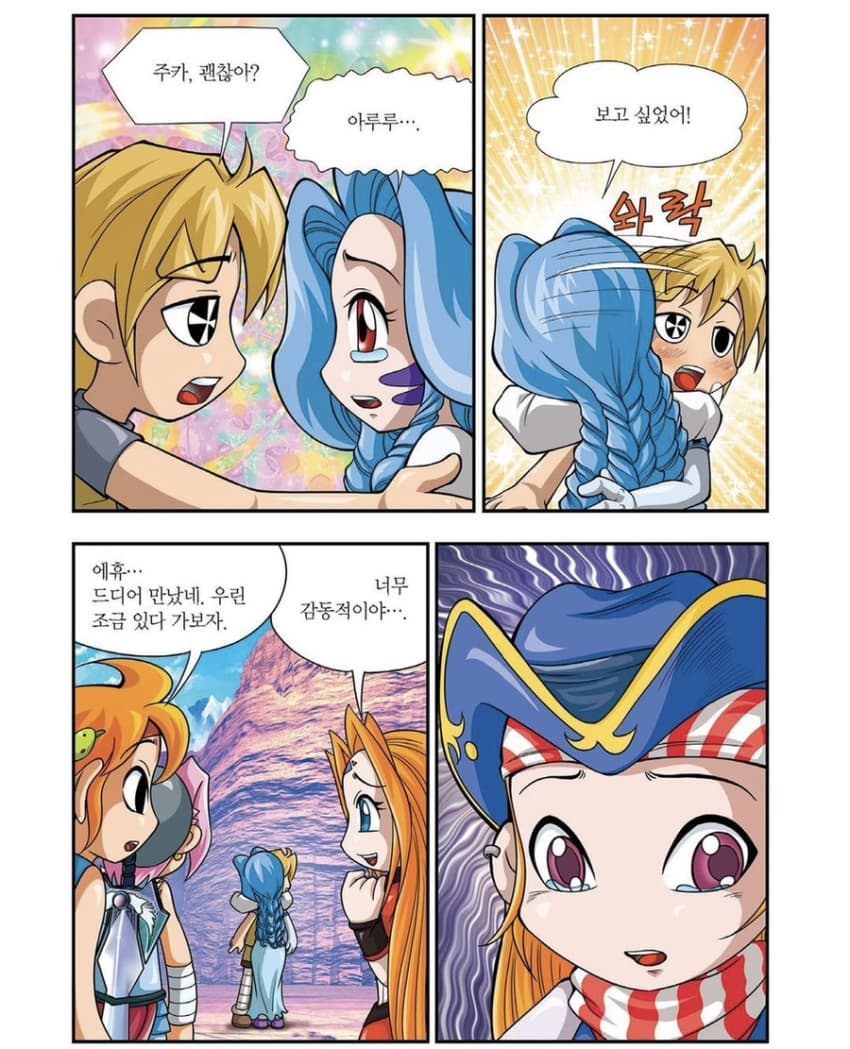 주카, 괜찮아?
아루루….
보고 싶었어!
와락
에휴…
드디어 만났네. 우린
조금 있다 가보자.
너무
감동적이야….